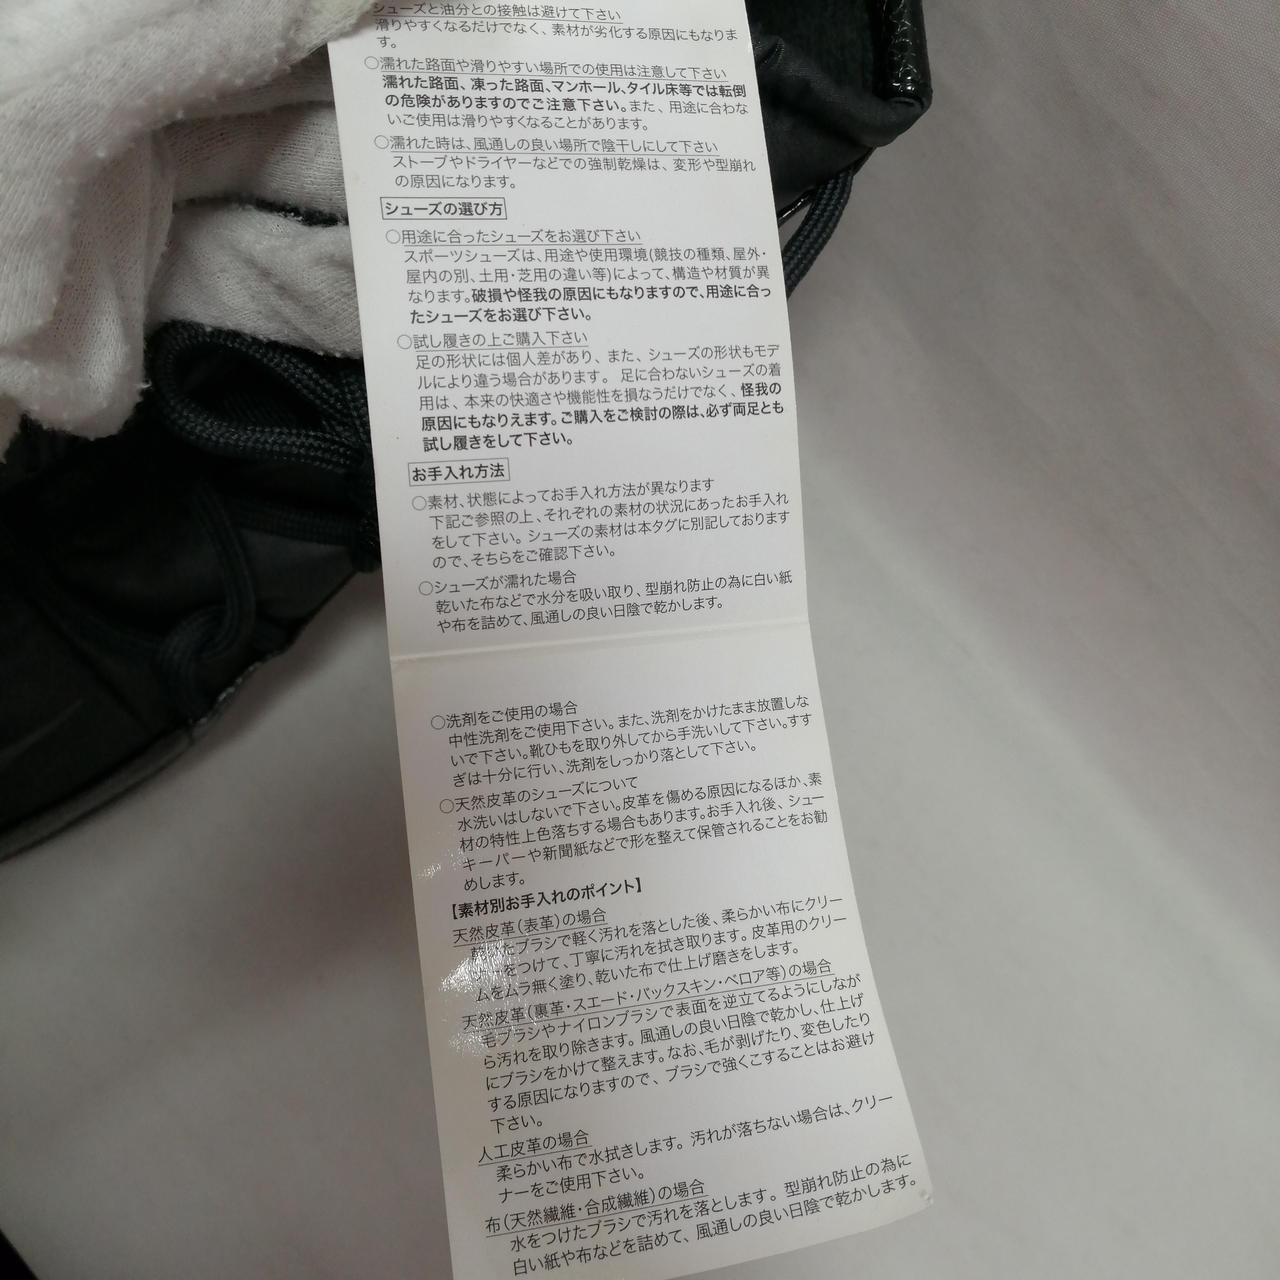 シューズと油分との接触は避けて下さい
滑りやすくなるだけでなく、素材が劣化する原因にもなりま
す。
○濡れた路面や滑りやすい場所での使用は注意して下さい
濡れた路面、凍った路面、マンホール、タイル床等では転倒
の危険がありますのでご注意下さい。また、用途に合わな
いご使用は滑りやすくなることがあります。
○濡れた時は、風通しの良い場所で陰干しにして下さい
ストーブやドライヤーなどでの強制乾燥は、変形や型崩れ
の原因になります。
シューズの選び方
○用途に合ったシューズをお選び下さい
スポーツシューズは、用途や使用環境(競技の種類、屋外・
屋内の別、土用・芝用の違い等)によって、構造や材質が異
なります。破損や怪我の原因にもなりますので、用途に合っ
たシューズをお選び下さい。
○試し履きの上ご購入下さい
足の形状には個人差があり、また、シューズの形状もモデ
ルにより違う場合があります。足に合わないシューズの着
用は、本来の快適さや機能性を損なうだけでなく、怪我の
原因にもなりえます。ご購入をご検討の際は、必ず両足とも
試し履きをして下さい。
お手入れ方法
○素材、状態によってお手入れ方法が異なります
下記ご参照の上、それぞれの素材の状況にあったお手入れ
をして下さい。シューズの素材は本タグに別記しております
ので、そちらをご確認下さい。
○シューズが濡れた場合
乾いた布などで水分を吸い取り、型崩れ防止の為に白い紙
や布を詰めて、風通しの良い日陰で乾かします。
○洗剤をご使用の場合
中性洗剤をご使用下さい。また、洗剤をかけたまま放置しな
いで下さい。靴ひもを取り外してから手洗いして下さい。すす
ぎは十分に行い、洗剤をしっかり落として下さい。
○天然皮革のシューズについて
水洗いはしないで下さい。皮革を傷める原因になるほか、素
材の特性上色落ちする場合もあります。お手入れ後、シュー
キーパーや新聞紙などで形を整えて保管されることをお勧
めします。
【素材別お手入れのポイント】
天然皮革(表革)の場合
乾いたブラシで軽く汚れを落とした後、柔らかい布にクリー
ナーをつけて、丁寧に汚れを拭き取ります。皮革用のクリー
ムをムラ無く塗り、乾いた布で仕上げ磨きをします。
天然皮革(裏革・スエード・バックスキン・ベロア等)の場合
毛ブラシやナイロンブラシで表面を逆立てるようにしなが
ら汚れを取り除きます。風通しの良い日陰で乾かし、仕上げ
にブラシをかけて整えます。なお、毛が剥げたり、変色したり
する原因になりますので、ブラシで強くこすることはお避け
下さい。
人工皮革の場合
柔らかい布で水拭きします。汚れが落ちない場合は、クリー
ナーをご使用下さい。
布(天然繊維・合成繊維)の場合
水をつけたブラシで汚れを落とします。型崩れ防止の為に
白い紙や布などを詰めて、風通しの良い日陰で乾かします。